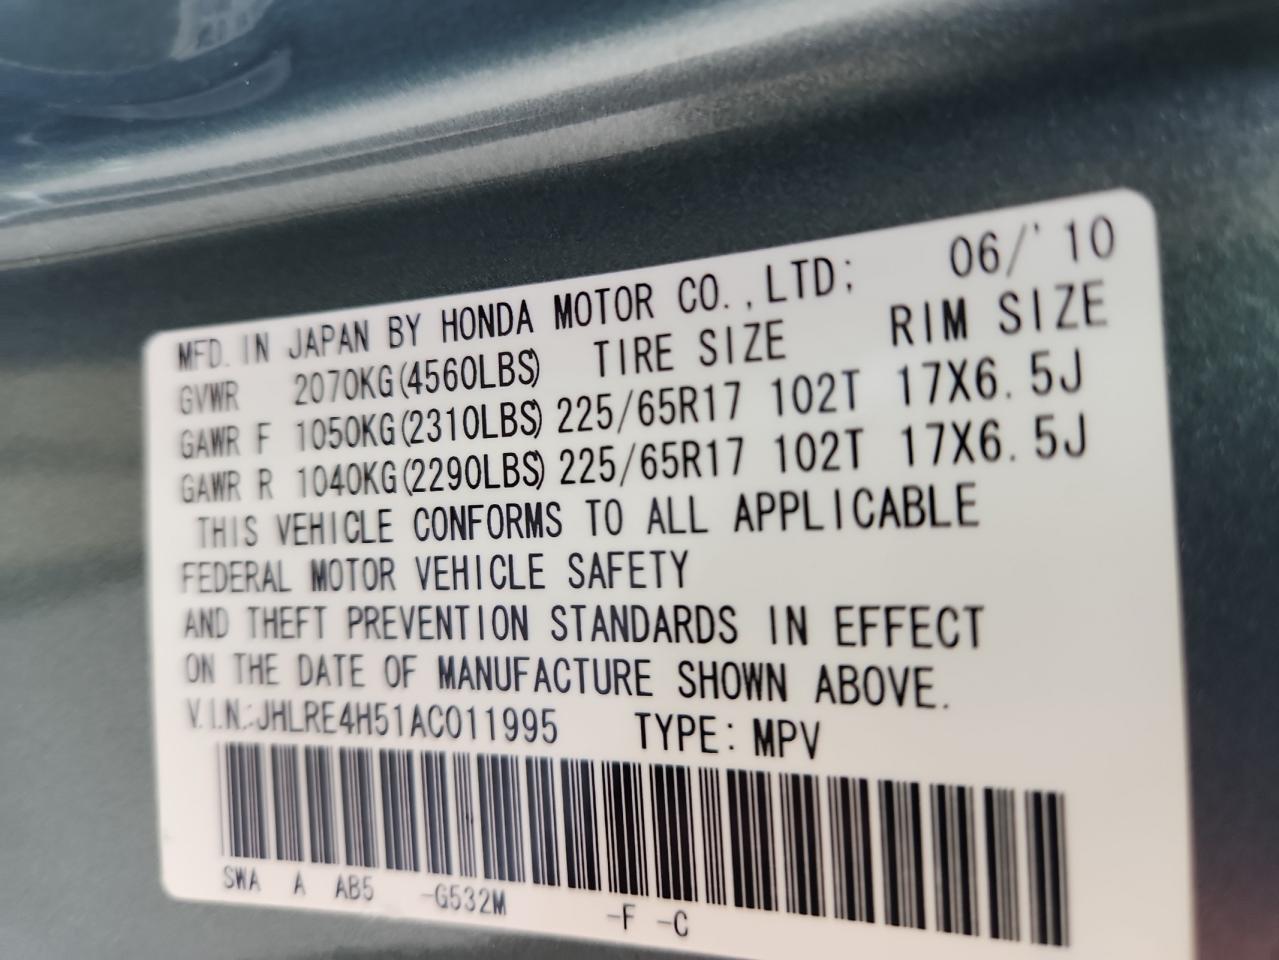 MFD. IN JAPAN BY HONDA MOTOR CO.,LTD; 06/'10
GVWR 2070KG(4560LBS) TIRE SIZE RIM SIZE
GAWR F 1050KG(2310LBS) 225/65R17 102T 17X6.5J
GAWR R 1040KG(2290LBS) 225/65R17 102T 17X6.5J
THIS VEHICLE CONFORMS TO ALL APPLICABLE
FEDERAL MOTOR VEHICLE SAFETY
AND THEFT PREVENTION STANDARDS IN EFFECT
ON THE DATE OF MANUFACTURE SHOWN ABOVE.
V.I.N.:JHLRE4H51AC011995 TYPE: MPV
SWA A AB5 -G532M -F -C